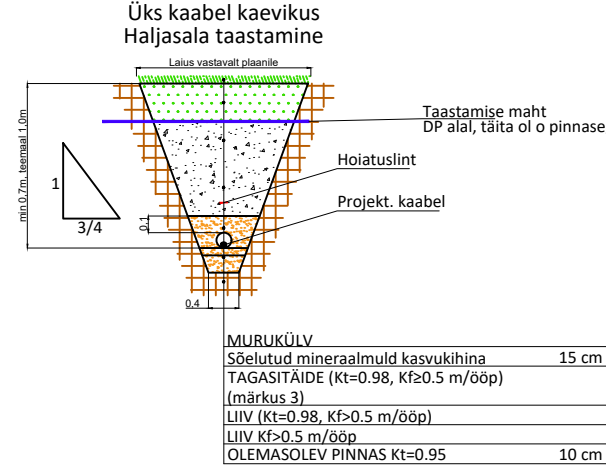 Üks kaabel kaevikus
Haljasala taastamine
Laius vastavalt plaanile
min 0,7m, teemaal 1,0m
Taastamise maht
DP alal, täita ol o pinnase
Hoiatuslint
1
Projekt. kaabel
3/4
0,1
0,4
MURUKÜLV
Sõelutud mineraalmuld kasvukihina 15 cm
TAGASITÄIDE (Kt=0.98, Kf≥0.5 m/ööp)
(märkus 3)
LIIV (Kt=0.98, Kf>0.5 m/ööp)
LIIV Kf>0.5 m/ööp
OLEMASOLEV PINNAS Kt=0.95 10 cm